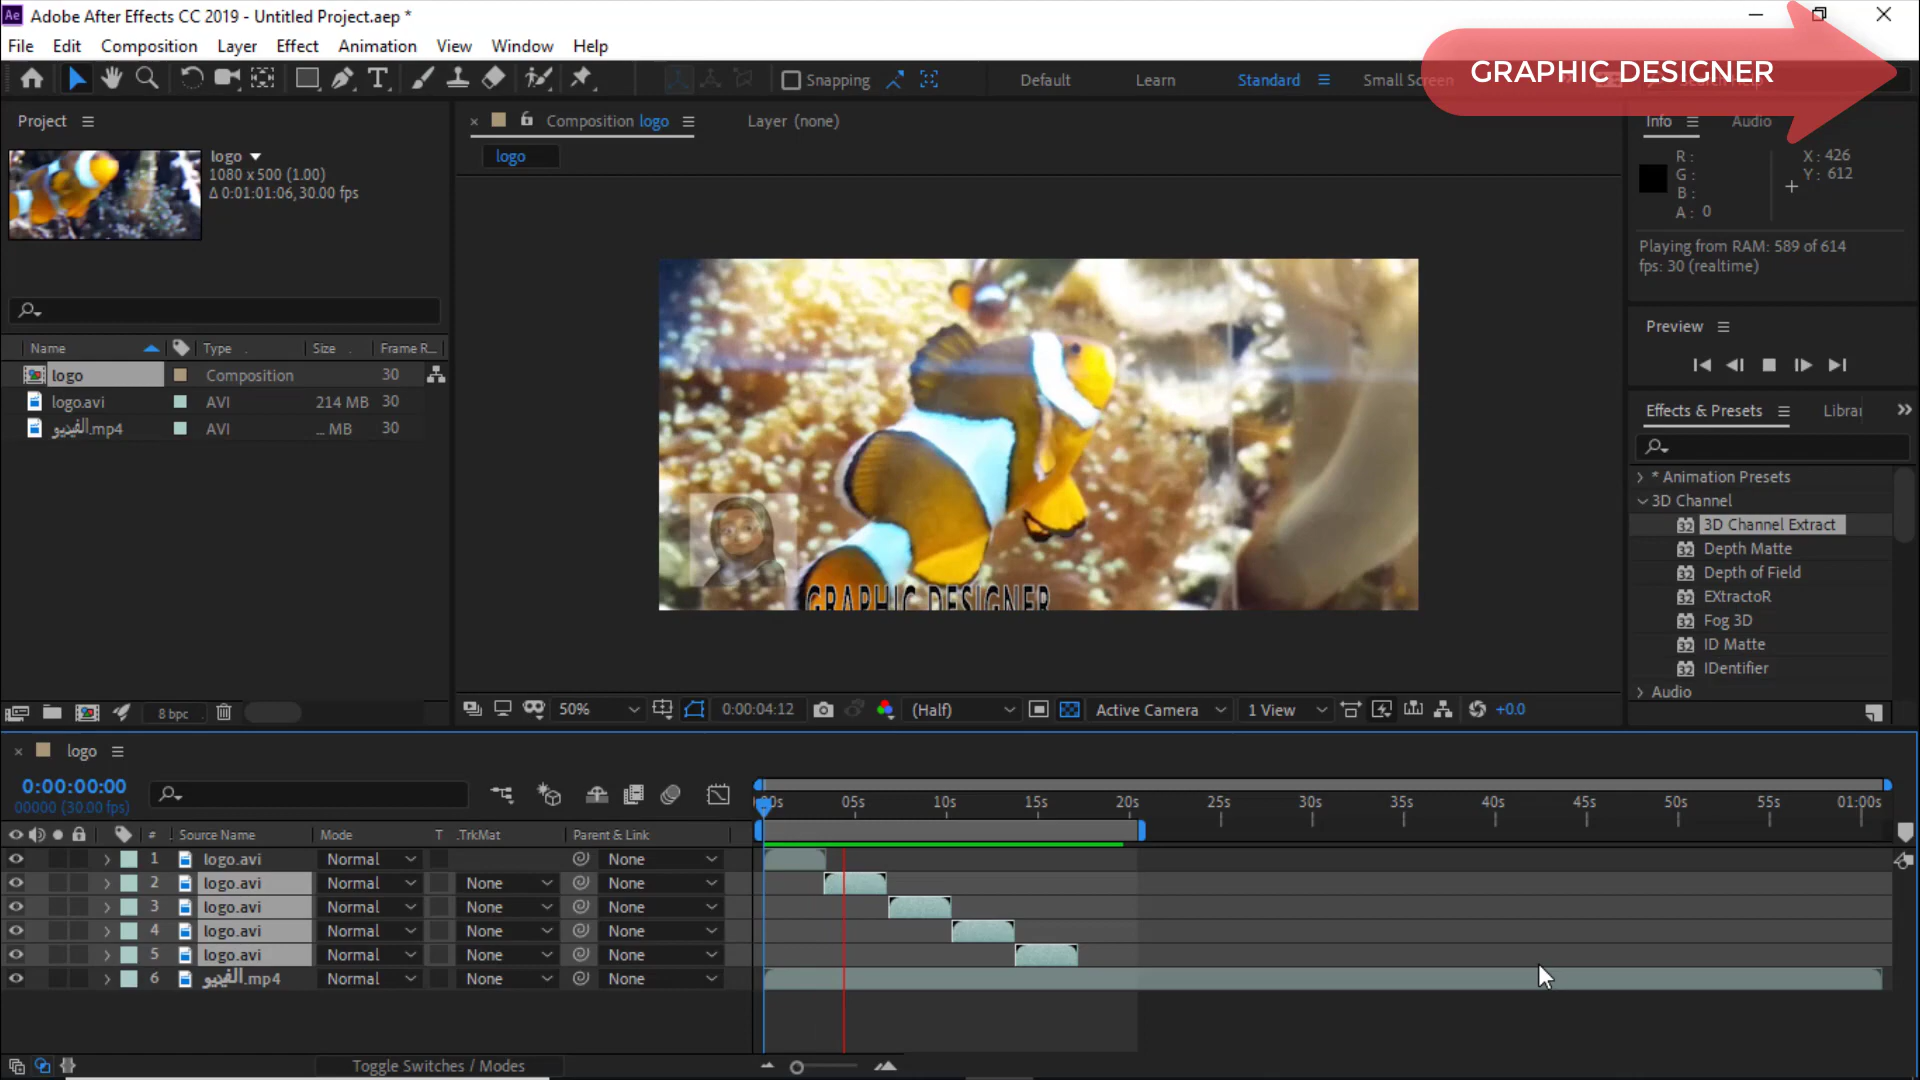 Adobe After Effects CC 2019 - Untitled Project.aep *
File Edit Composition Layer Effect Animation View Window Help
GRAPHIC DESIGNER
Snapping Default Learn Standard Small Screen
Project
Composition logo Layer (none)
Info Audio
logo
1080 x 500 (1.00)
Δ 0:01:01:06, 30.00 fps
logo
R :
G :
B :
A : 0
X : 426
Y : 612
Playing from RAM: 589 of 614
fps: 30 (realtime)
Preview
Name Type Size Frame R...
logo Composition 30
logo.avi AVI 214 MB 30
الفيديو.mp4 AVI ... MB 30
Effects & Presets Librar
* Animation Presets
3D Channel
3D Channel Extract
Depth Matte
Depth of Field
EXtractoR
Fog 3D
ID Matte
IDentifier
Audio
GRAPHIC DESIGNER
8 bpc
50% 0:00:04:12 (Half) Active Camera 1 View +0.0
logo
0:00:00:00
00000 (30.00 fps)
:00s 05s 10s 15s 20s 25s 30s 35s 40s 45s 50s 55s 01:00s
# Source Name Mode T .TrkMat Parent & Link
1 logo.avi Normal None
2 logo.avi Normal None None
3 logo.avi Normal None None
4 logo.avi Normal None None
5 logo.avi Normal None None
6 الفيديو.mp4 Normal None None
Toggle Switches / Modes